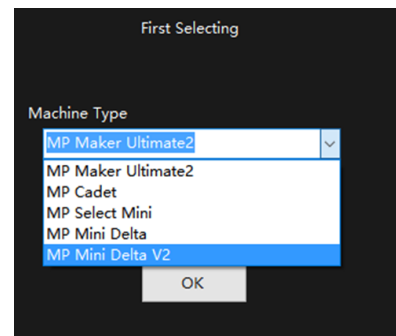 First Selecting
Machine Type
MP Maker Ultimate2
MP Maker Ultimate2
MP Cadet
MP Select Mini
MP Mini Delta
MP Mini Delta V2
OK